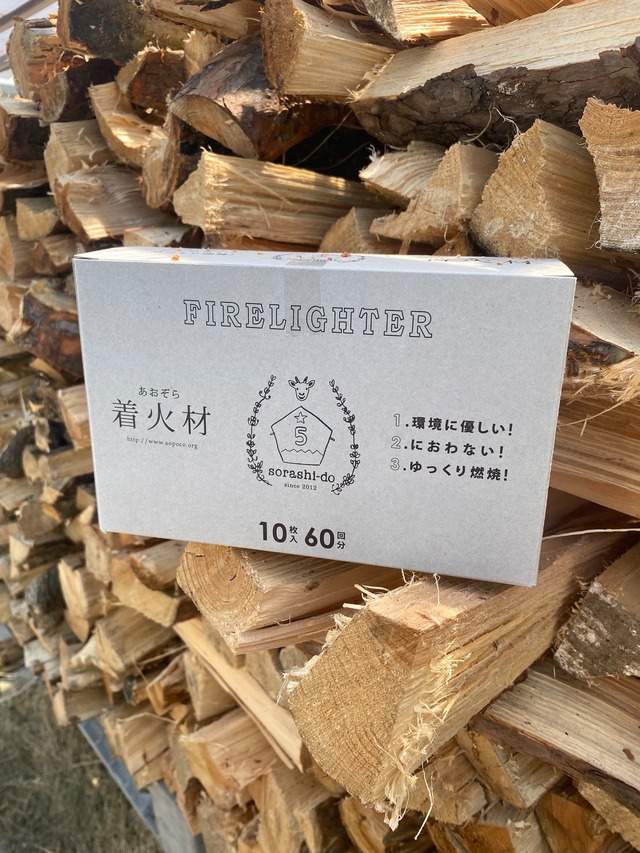 FIRELIGHTER
あおぞら
着火材
http://www.aopoco.org
5
sorashi-do
since 2012
1.環境に優しい!
2.におわない!
3.ゆっくり燃焼!
10枚入 60回分